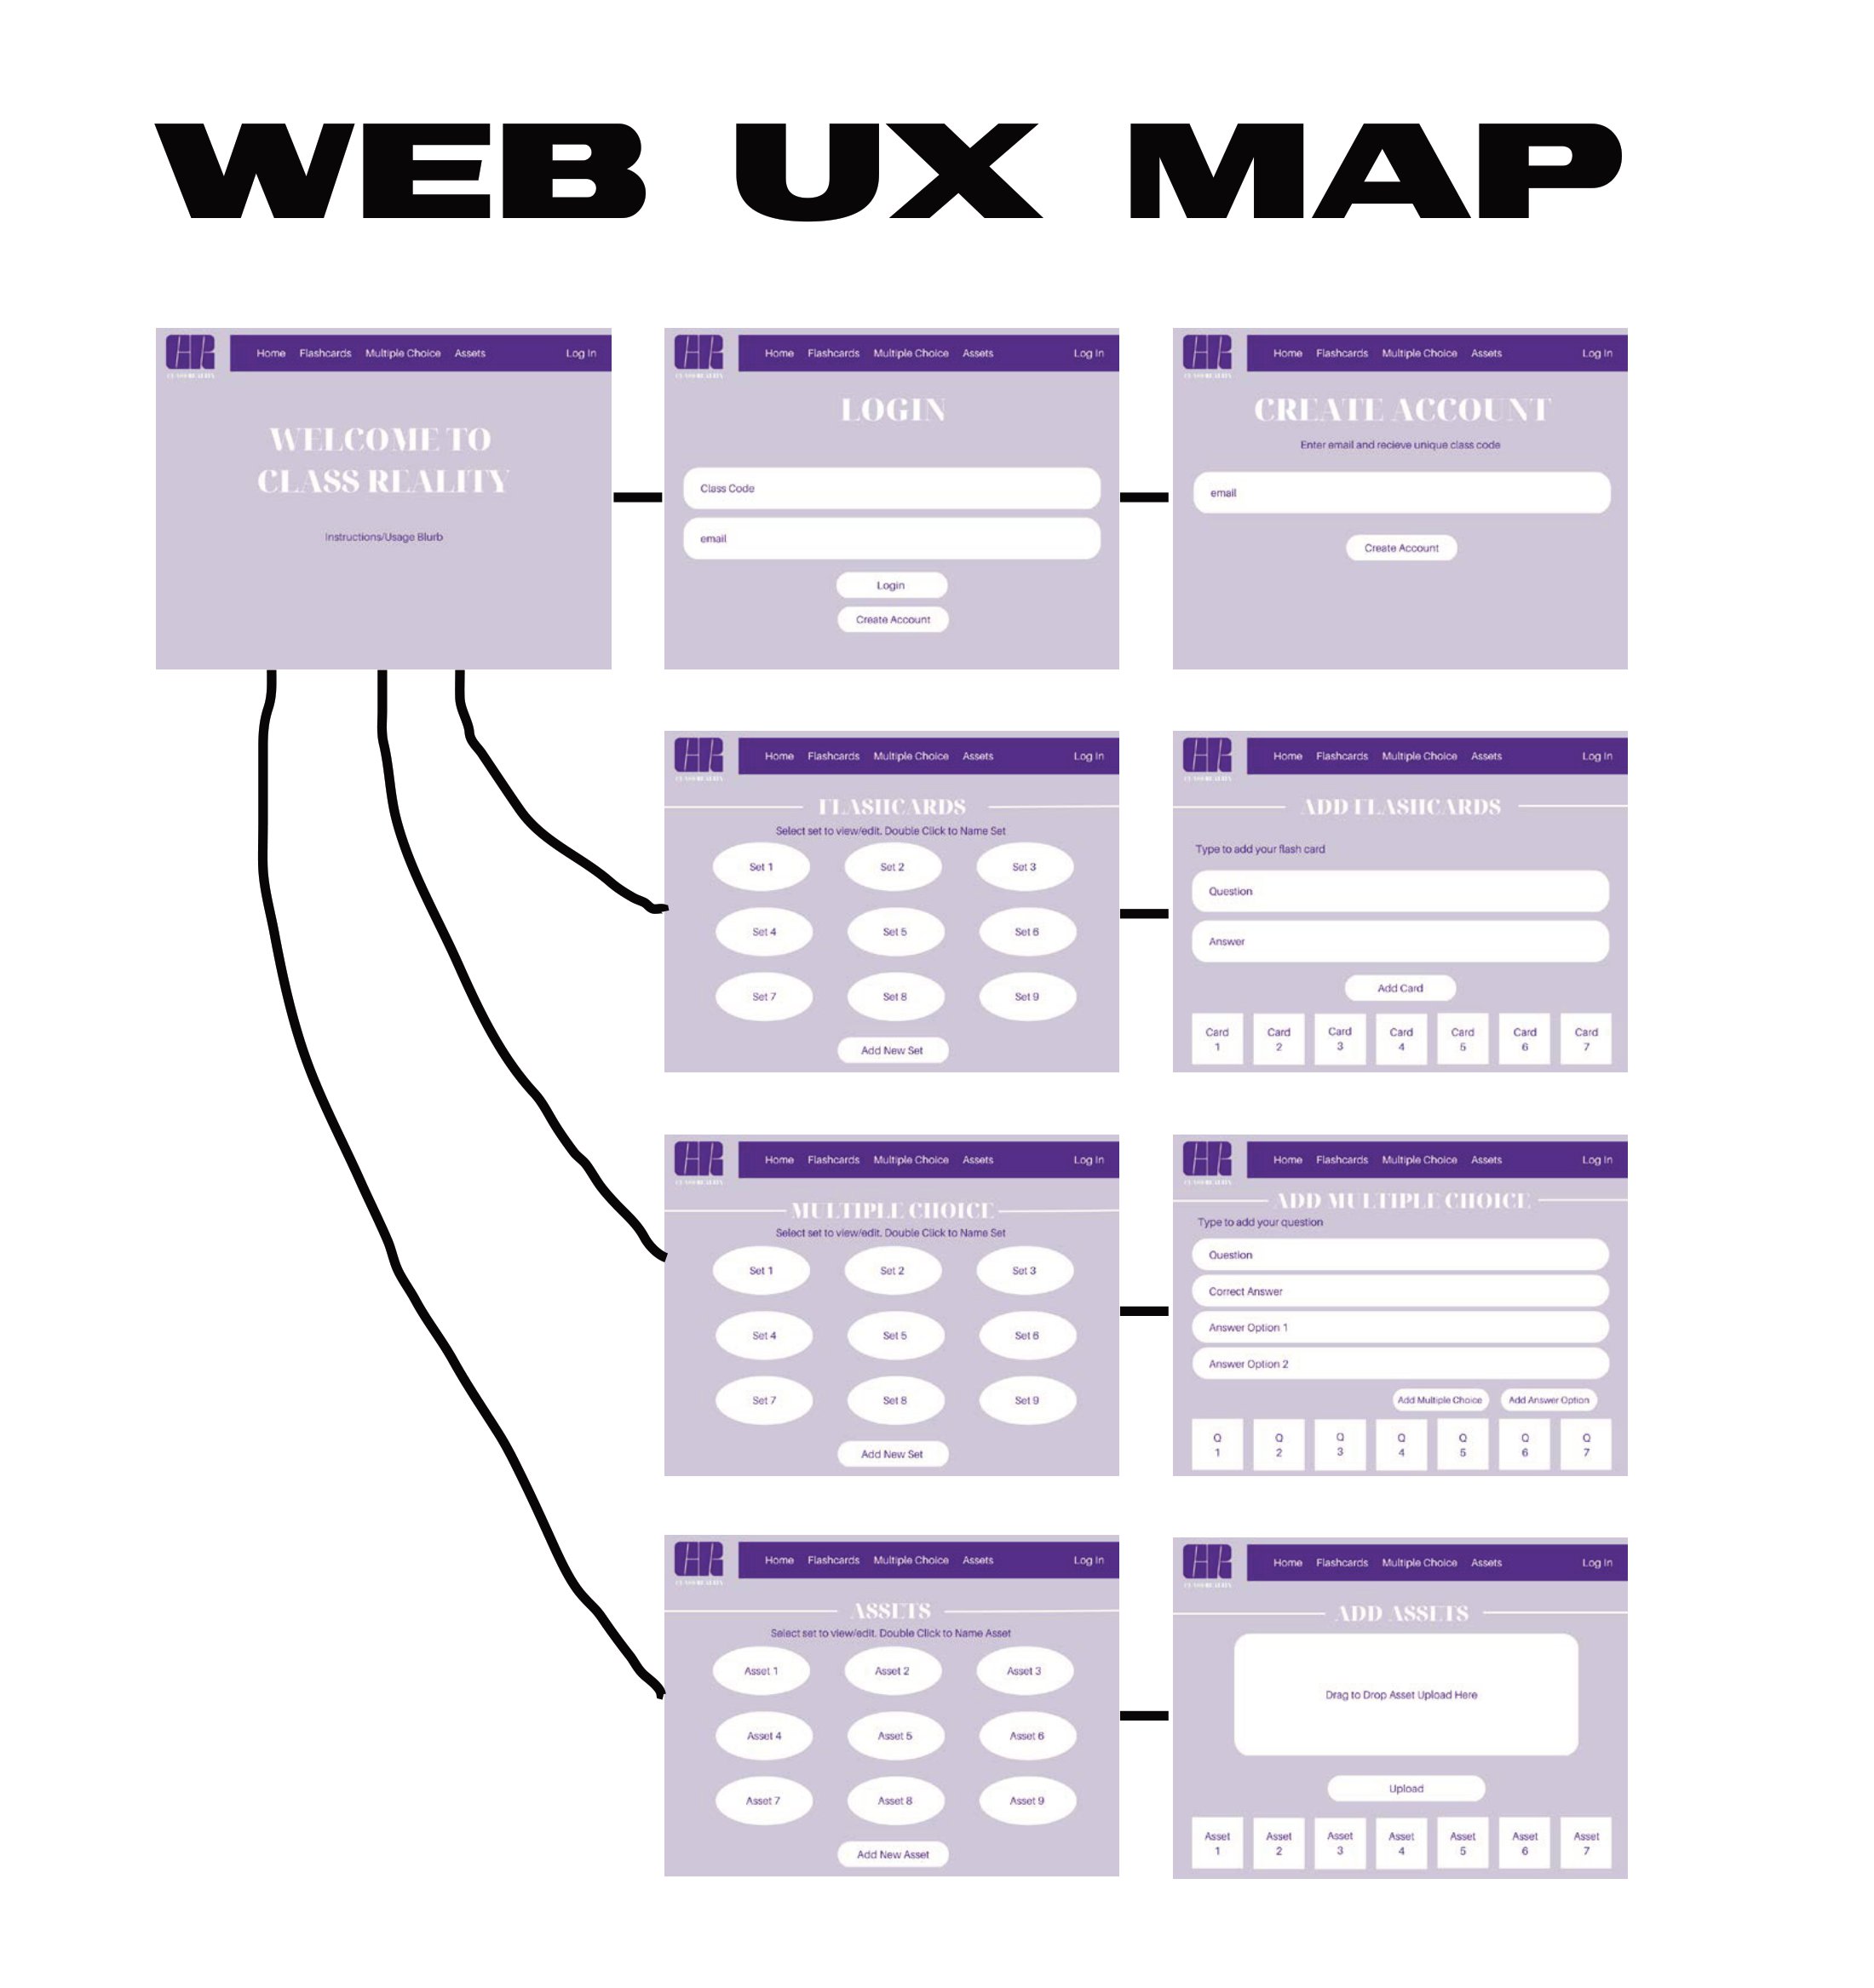 WEB UX MAP
Home Flashcards Multiple Choice Assets Log In
WELCOME TO
CLASS REALITY
Instructions/Usage Blurb
Home Flashcards Multiple Choice Assets Log In
LOGIN
Class Code
email
Login
Create Account
Home Flashcards Multiple Choice Assets Log In
CREATE ACCOUNT
Enter email and recieve unique class code
email
Create Account
Home Flashcards Multiple Choice Assets Log In
FLASHCARDS
Select set to view/edit. Double Click to Name Set
Set 1 Set 2 Set 3
Set 4 Set 5 Set 6
Set 7 Set 8 Set 9
Add New Set
Home Flashcards Multiple Choice Assets Log In
ADD FLASHCARDS
Type to add your flash card
Question
Answer
Add Card
Card Card Card Card Card Card Card
1 2 3 4 5 6 7
Home Flashcards Multiple Choice Assets Log In
MULTIPLE CHOICE
Select set to view/edit. Double Click to Name Set
Set 1 Set 2 Set 3
Set 4 Set 5 Set 6
Set 7 Set 8 Set 9
Add New Set
Home Flashcards Multiple Choice Assets Log In
ADD MULTIPLE CHOICE
Type to add your question
Question
Correct Answer
Answer Option 1
Answer Option 2
Add Multiple Choice Add Answer Option
Q Q Q Q Q Q Q
1 2 3 4 5 6 7
Home Flashcards Multiple Choice Assets Log In
ASSETS
Select set to view/edit. Double Click to Name Asset
Asset 1 Asset 2 Asset 3
Asset 4 Asset 5 Asset 6
Asset 7 Asset 8 Asset 9
Add New Asset
Home Flashcards Multiple Choice Assets Log In
ADD ASSETS
Drag to Drop Asset Upload Here
Upload
Asset Asset Asset Asset Asset Asset Asset
1 2 3 4 5 6 7